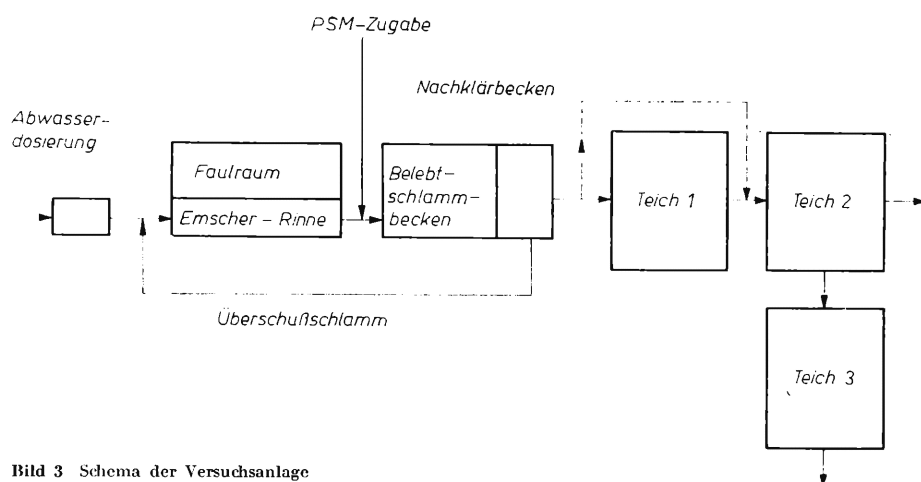 PSM-Zugabe
Nachklärbecken
Abwasser-
dosierung
Faulraum
Emscher-Rinne
Belebt-
schlamm-
becken
Teich 1
Teich 2
Überschußschlamm
Teich 3
Bild 3 Schema der Versuchsanlage